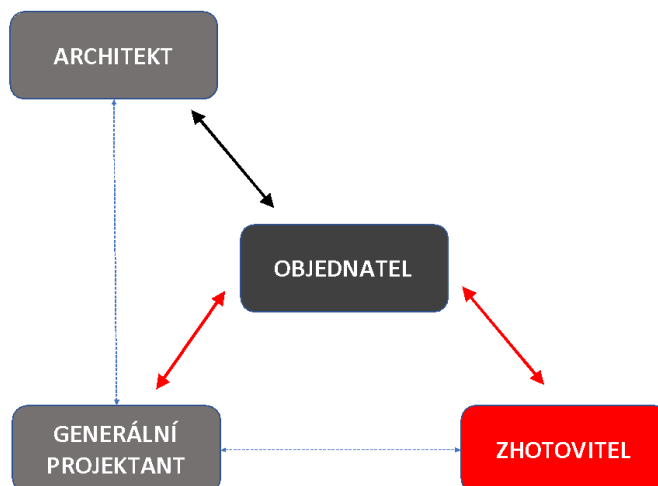 ARCHITEKT
OBJEDNATEL
GENERÁLNÍ
PROJEKTANT
ZHOTOVITEL